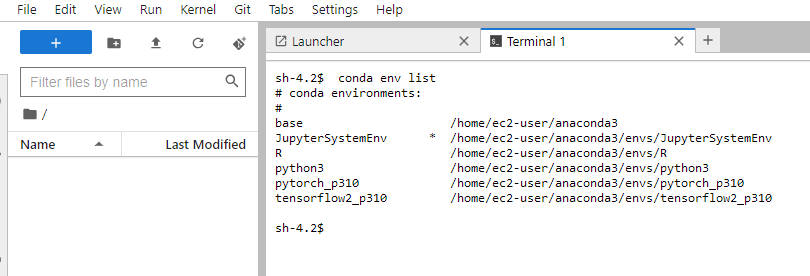 File Edit View Run Kernel Git Tabs Settings Help
+
Filter files by name
/
Name Last Modified
Launcher × Terminal 1 × +
sh-4.2$  conda env list
# conda environments:
#
base                     /home/ec2-user/anaconda3
JupyterSystemEnv      *  /home/ec2-user/anaconda3/envs/JupyterSystemEnv
R                        /home/ec2-user/anaconda3/envs/R
python3                  /home/ec2-user/anaconda3/envs/python3
pytorch_p310             /home/ec2-user/anaconda3/envs/pytorch_p310
tensorflow2_p310         /home/ec2-user/anaconda3/envs/tensorflow2_p310
sh-4.2$